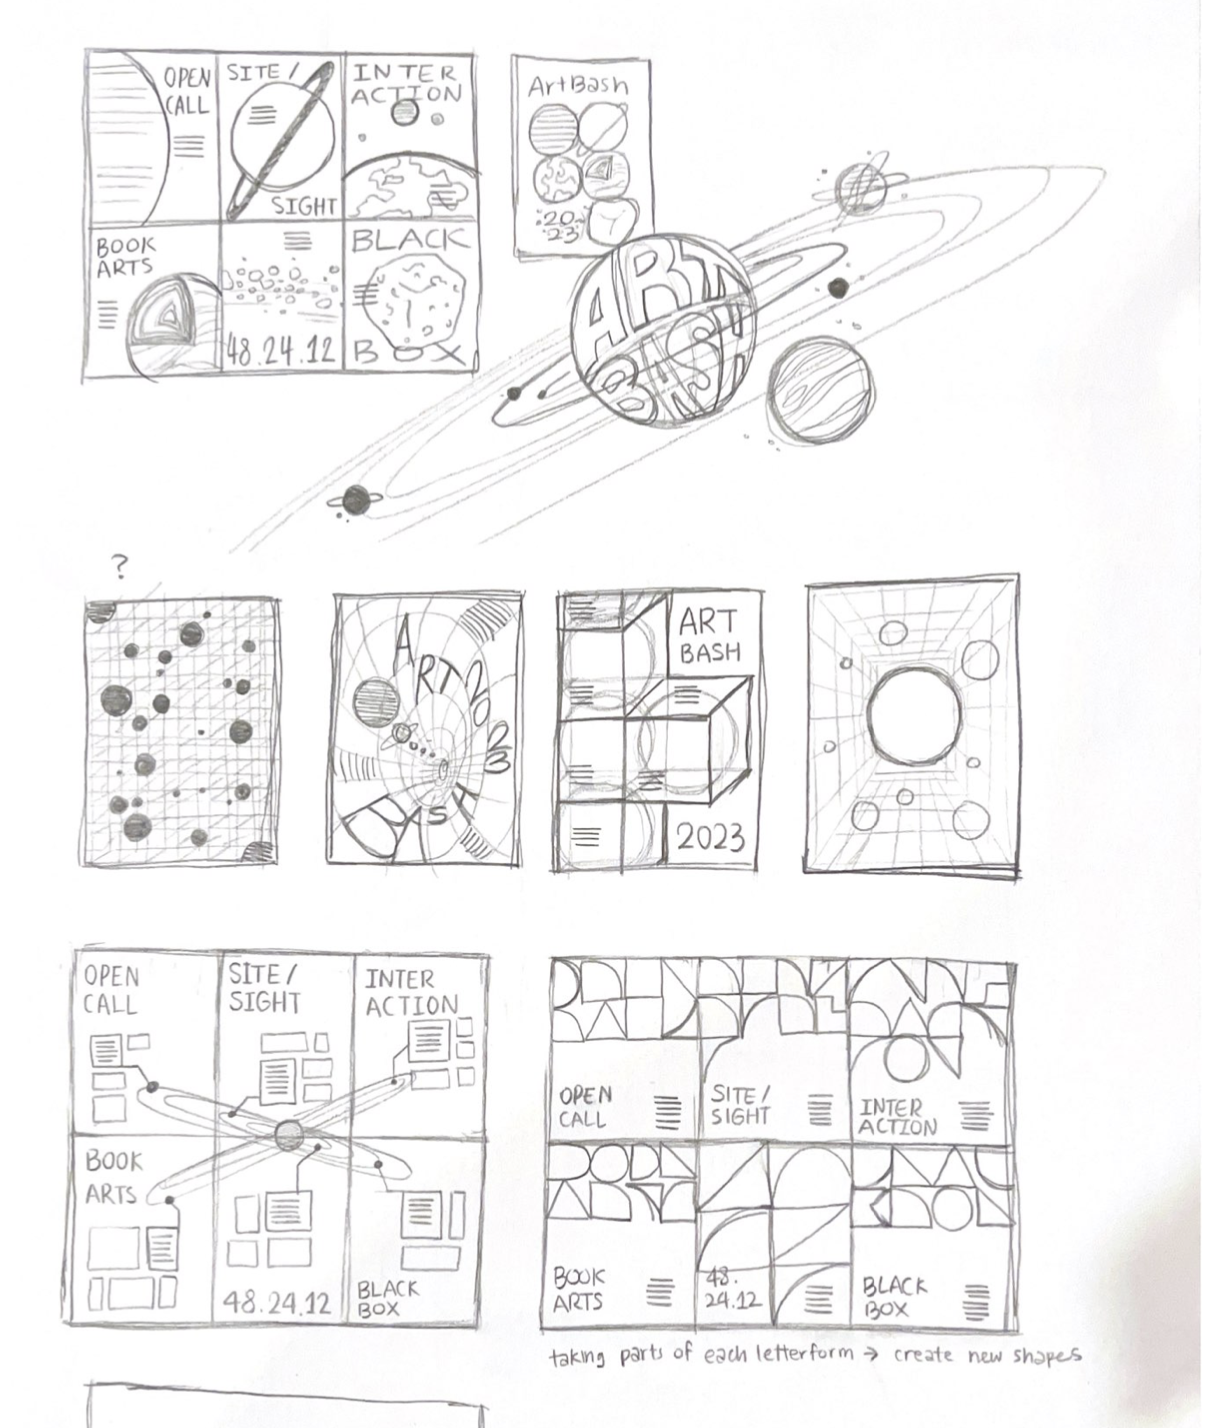 OPEN
CALL
SITE /
SIGHT
INTER
ACTION
BOOK
ARTS
48.24.12
BLACK
BOX
ArtBash
20
23
ART
BASH
?
ART 2023
BASH
ART
BASH
2023
OPEN
CALL
SITE/
SIGHT
INTER
ACTION
BOOK
ARTS
48.24.12
BLACK
BOX
OPEN
CALL
SITE /
SIGHT
INTER
ACTION
BOOK
ARTS
48.
24.12
BLACK
BOX
taking parts of each letterform → create new shapes